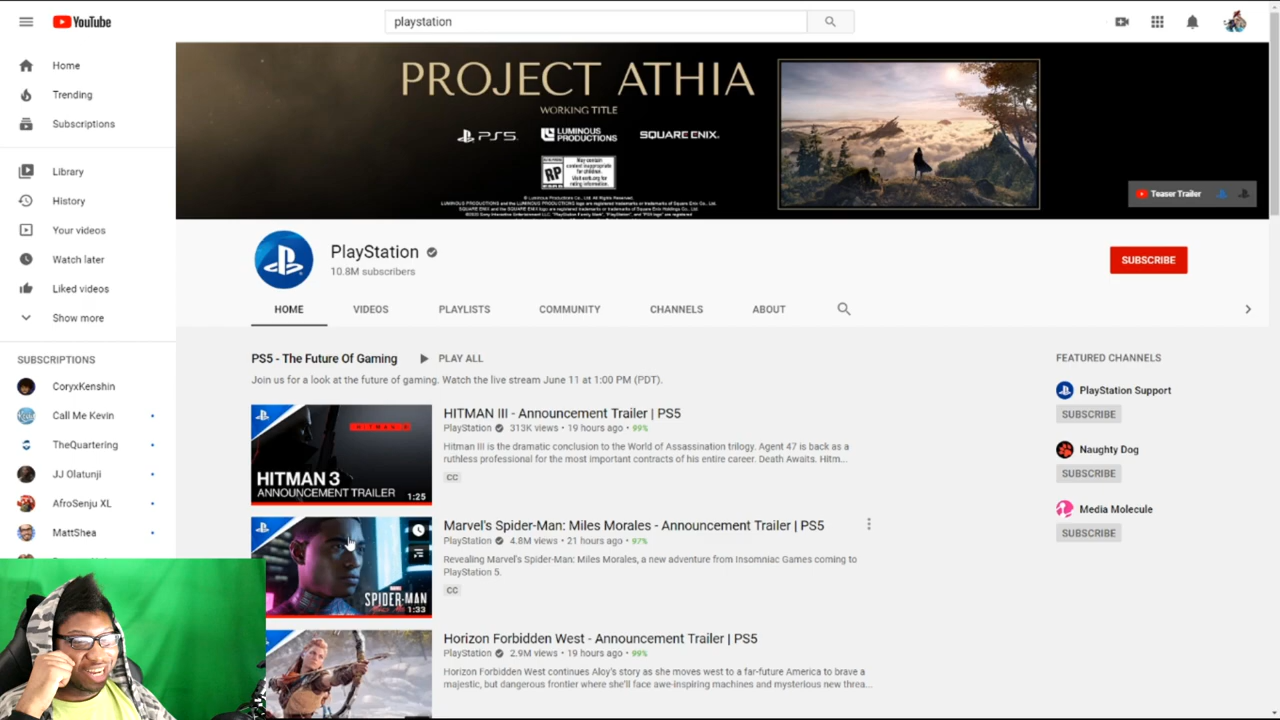 YouTube
playstation
Home
Trending
Subscriptions
Library
History
Your videos
Watch later
Liked videos
Show more
SUBSCRIPTIONS
CoryxKenshin
Call Me Kevin
TheQuartering
JJ Olatunji
AfroSenju XL
MattShea
PROJECT ATHIA
WORKING TITLE
PS5
LUMINOUS PRODUCTIONS
SQUARE ENIX
RP
May contain content inappropriate for children.
Teaser Trailer
PlayStation
10.8M subscribers
SUBSCRIBE
HOME VIDEOS PLAYLISTS COMMUNITY CHANNELS ABOUT
PS5 - The Future Of Gaming PLAY ALL
Join us for a look at the future of gaming. Watch the live stream June 11 at 1:00 PM (PDT).
HITMAN 3
ANNOUNCEMENT TRAILER
1:25
HITMAN III - Announcement Trailer | PS5
PlayStation 313K views • 19 hours ago • 99%
Hitman III is the dramatic conclusion to the World of Assassination trilogy. Agent 47 is back as a
ruthless professional for the most important contracts of his entire career. Death Awaits. Hitm...
CC
SPIDER-MAN
1:33
Marvel's Spider-Man: Miles Morales - Announcement Trailer | PS5
PlayStation 4.8M views • 21 hours ago • 97%
Revealing Marvel's Spider-Man: Miles Morales, a new adventure from Insomniac Games coming to
PlayStation 5.
CC
Horizon Forbidden West - Announcement Trailer | PS5
PlayStation 2.9M views • 19 hours ago • 99%
Horizon Forbidden West continues Aloy's story as she moves west to a far-future America to brave a
majestic, but dangerous frontier where she'll face awe-inspiring machines and mysterious new threa...
FEATURED CHANNELS
PlayStation Support
SUBSCRIBE
Naughty Dog
SUBSCRIBE
Media Molecule
SUBSCRIBE